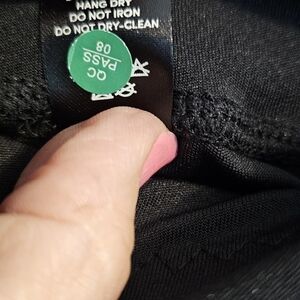 HANG DRY
DO NOT IRON
DO NOT DRY-CLEAN
QC
PASS
08